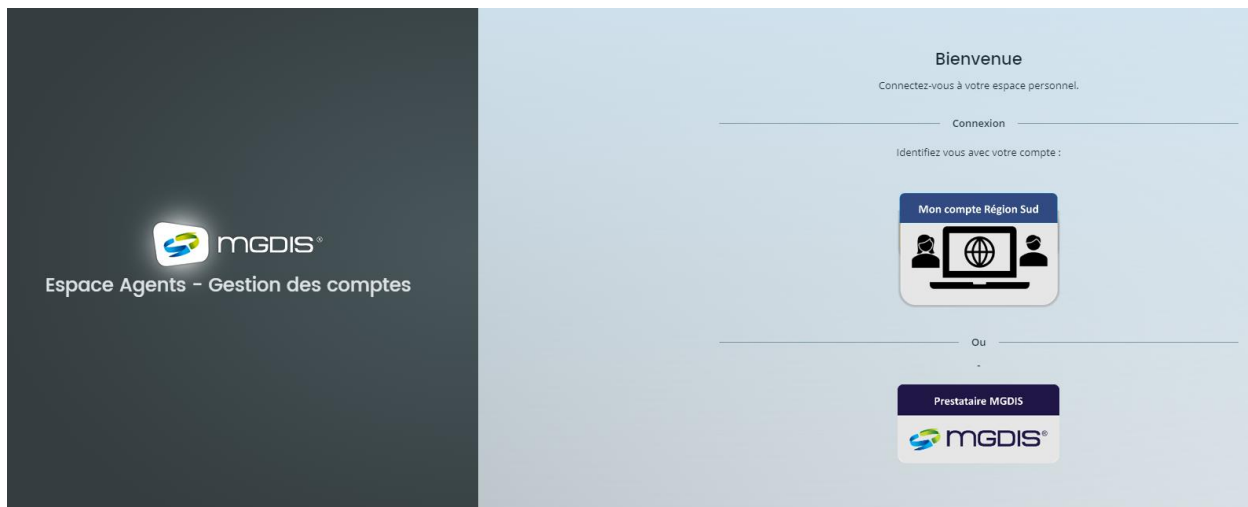 mgdis®
Espace Agents - Gestion des comptes
Bienvenue
Connectez-vous à votre espace personnel.
Connexion
Identifiez vous avec votre compte :
Mon compte Région Sud
Ou
-
Prestataire MGDIS
mgdis®